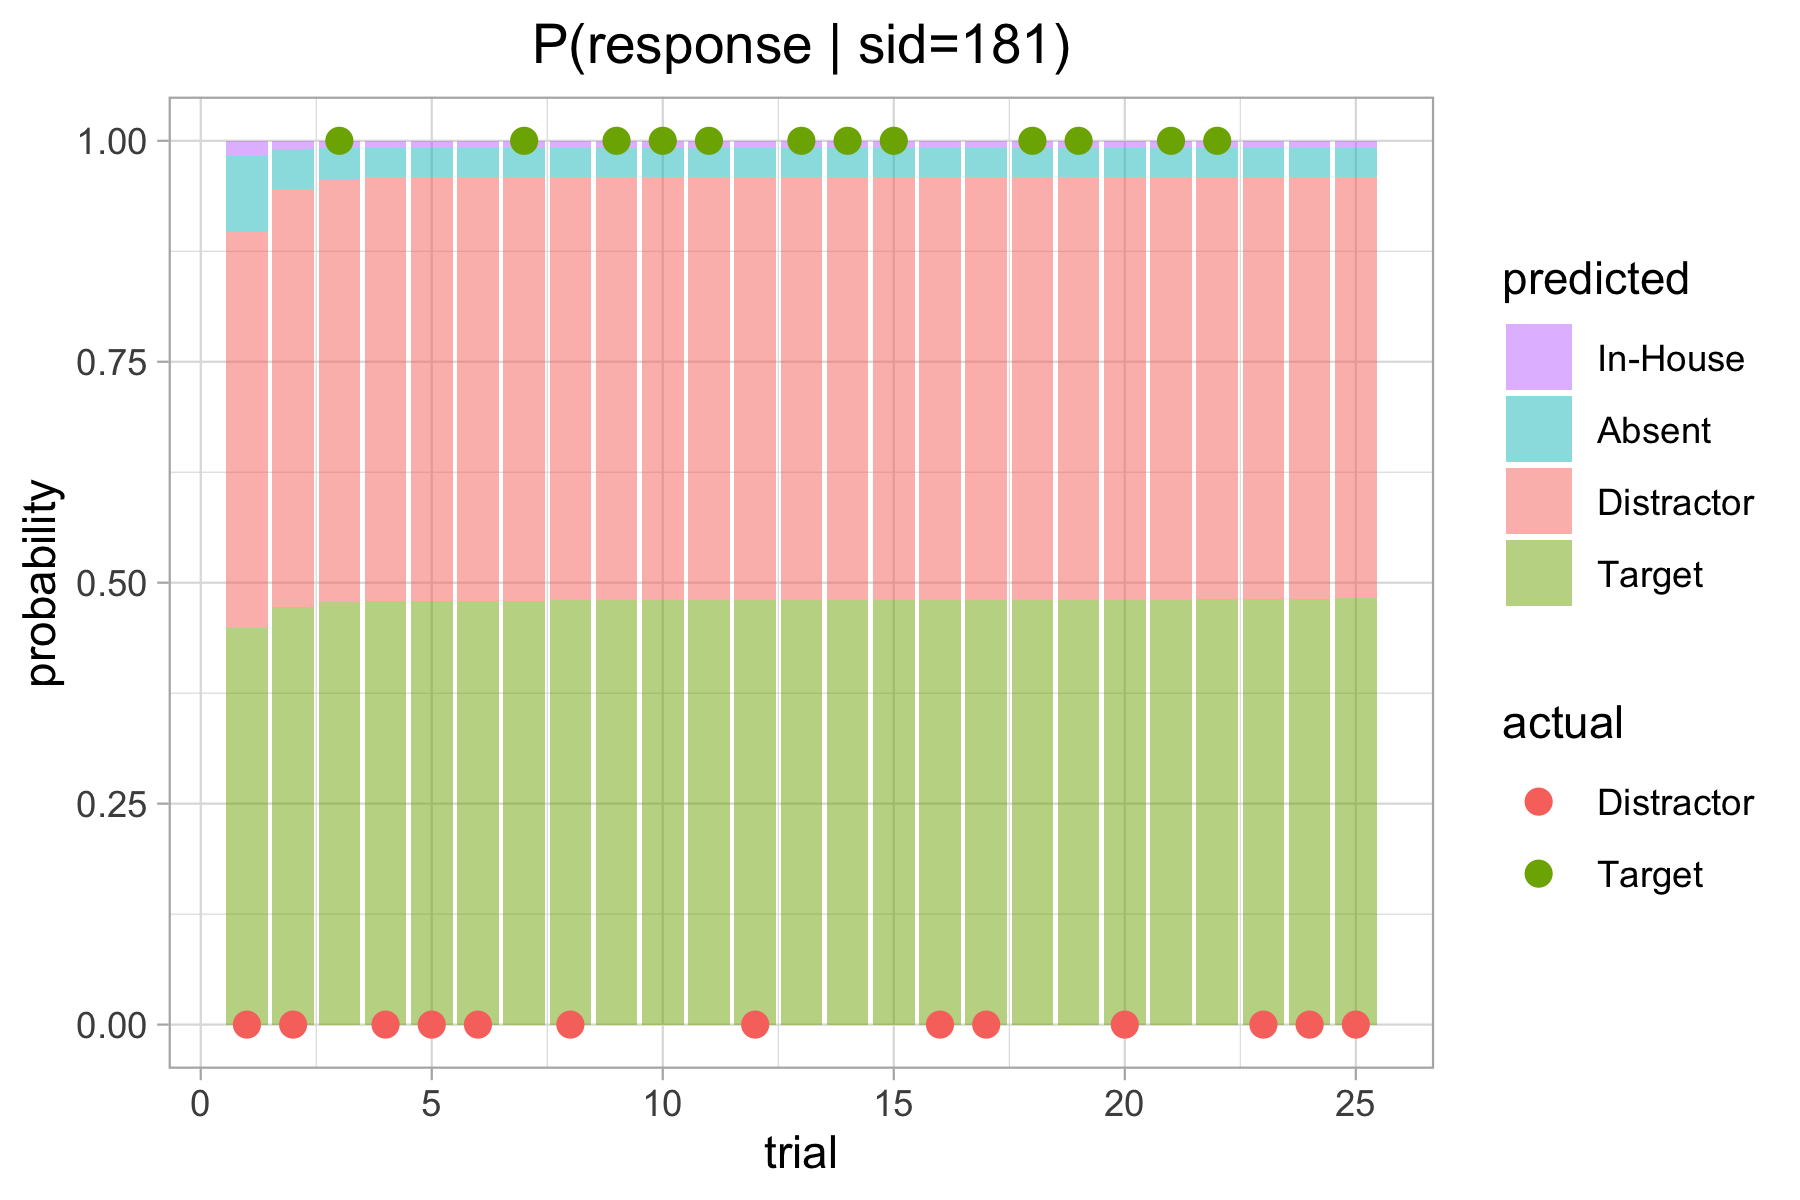 P(response | sid=181)
1.00
0.75
0.50
0.25
0.00
probability
0 5 10 15 20 25
trial
predicted
In-House
Absent
Distractor
Target
actual
Distractor
Target